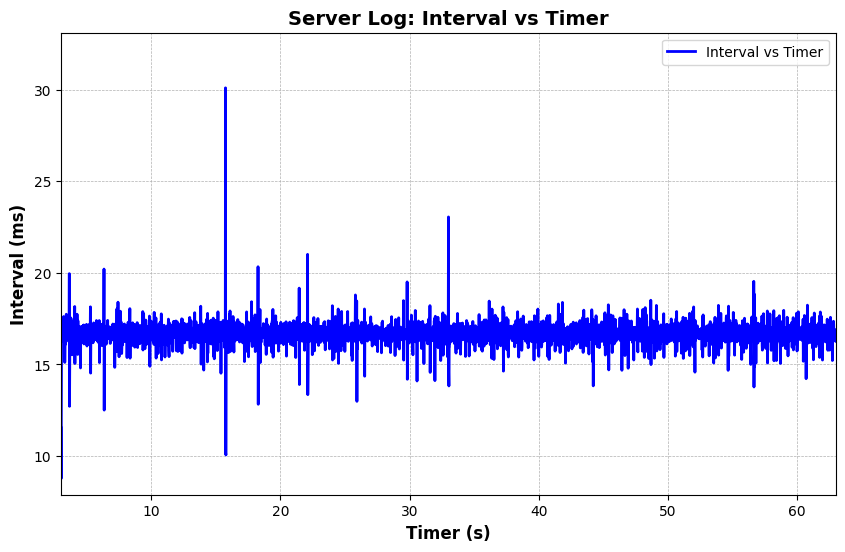 Server Log: Interval vs Timer
Interval vs Timer
30
25
20
15
10
Interval (ms)
10 20 30 40 50 60
Timer (s)